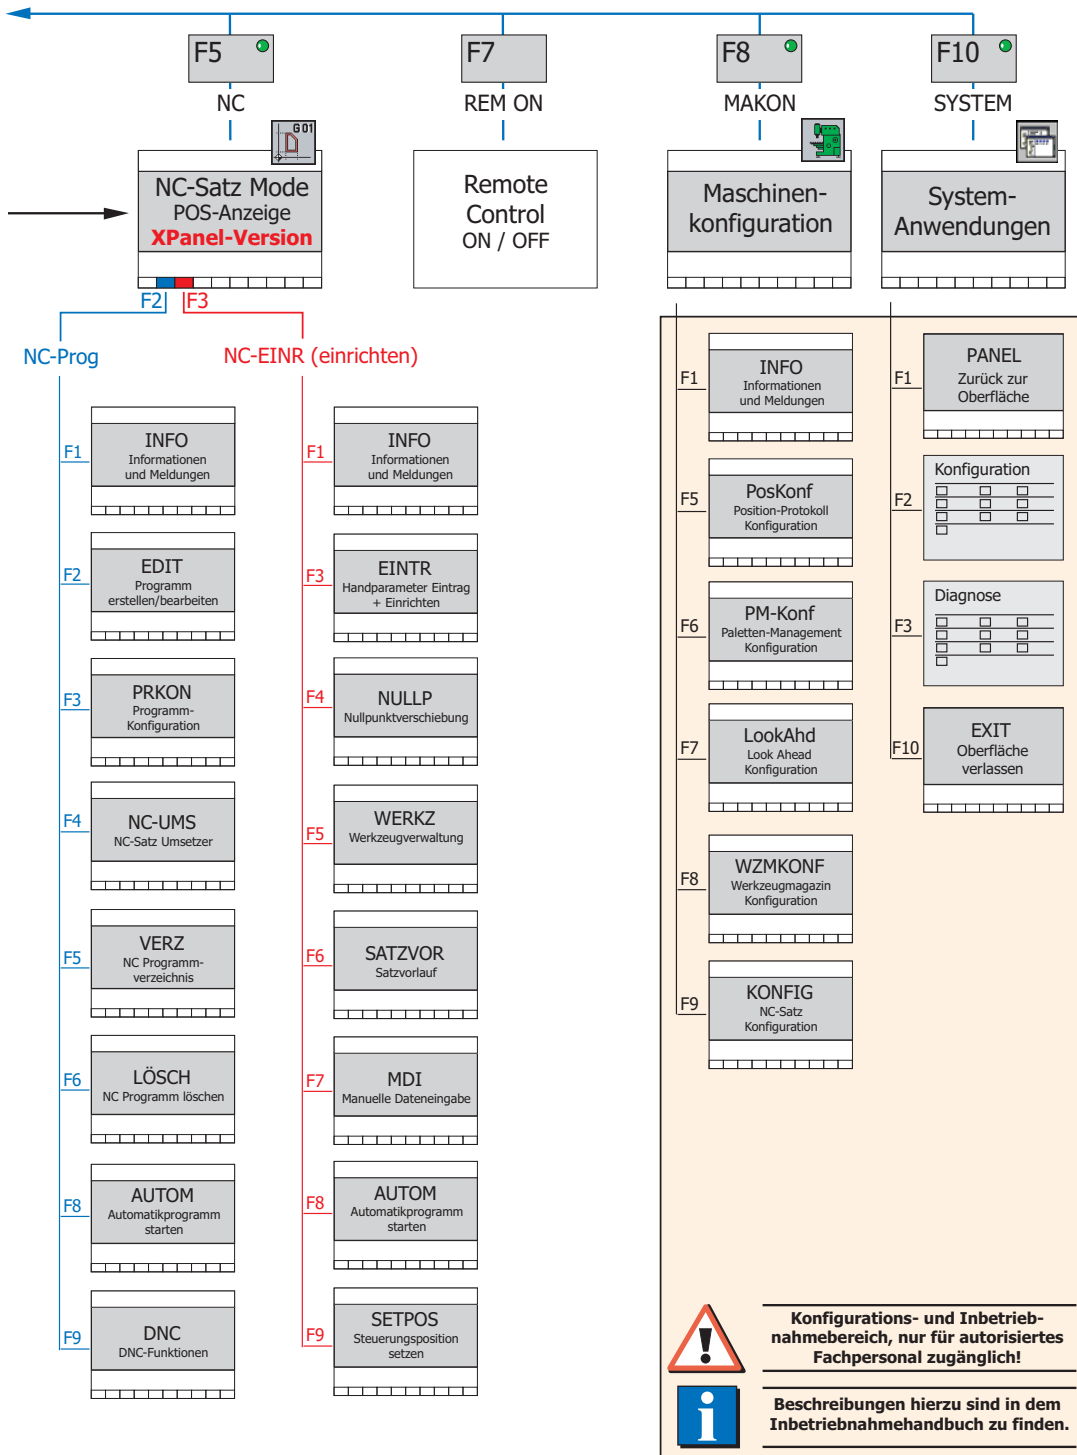 F5
F7
F8
F10
NC
REM ON
MAKON
SYSTEM
G 01
NC-Satz Mode
POS-Anzeige
XPanel-Version
Remote
Control
ON / OFF
Maschinen-
konfiguration
System-
Anwendungen
F2
F3
NC-Prog
NC-EINR (einrichten)
F1
INFO
Informationen
und Meldungen
F2
EDIT
Programm
erstellen/bearbeiten
F3
PRKON
Programm-
Konfiguration
F4
NC-UMS
NC-Satz Umsetzer
F5
VERZ
NC Programm-
verzeichnis
F6
LÖSCH
NC Programm löschen
F8
AUTOM
Automatikprogramm
starten
F9
DNC
DNC-Funktionen
F1
INFO
Informationen
und Meldungen
F3
EINTR
Handparameter Eintrag
+ Einrichten
F4
NULLP
Nullpunktverschiebung
F5
WERKZ
Werkzeugverwaltung
F6
SATZVOR
Satzvorlauf
F7
MDI
Manuelle Dateneingabe
F8
AUTOM
Automatikprogramm
starten
F9
SETPOS
Steuerungsposition
setzen
F1
INFO
Informationen
und Meldungen
F5
PosKonf
Position-Protokoll
Konfiguration
F6
PM-Konf
Paletten-Management
Konfiguration
F7
LookAhd
Look Ahead
Konfiguration
F8
WZMKONF
Werkzeugmagazin
Konfiguration
F9
KONFIG
NC-Satz
Konfiguration
F1
PANEL
Zurück zur
Oberfläche
F2
Konfiguration
F3
Diagnose
F10
EXIT
Oberfläche
verlassen
Konfigurations- und Inbetrieb-
nahmebereich, nur für autorisiertes
Fachpersonal zugänglich!
Beschreibungen hierzu sind in dem
Inbetriebnahmehandbuch zu finden.